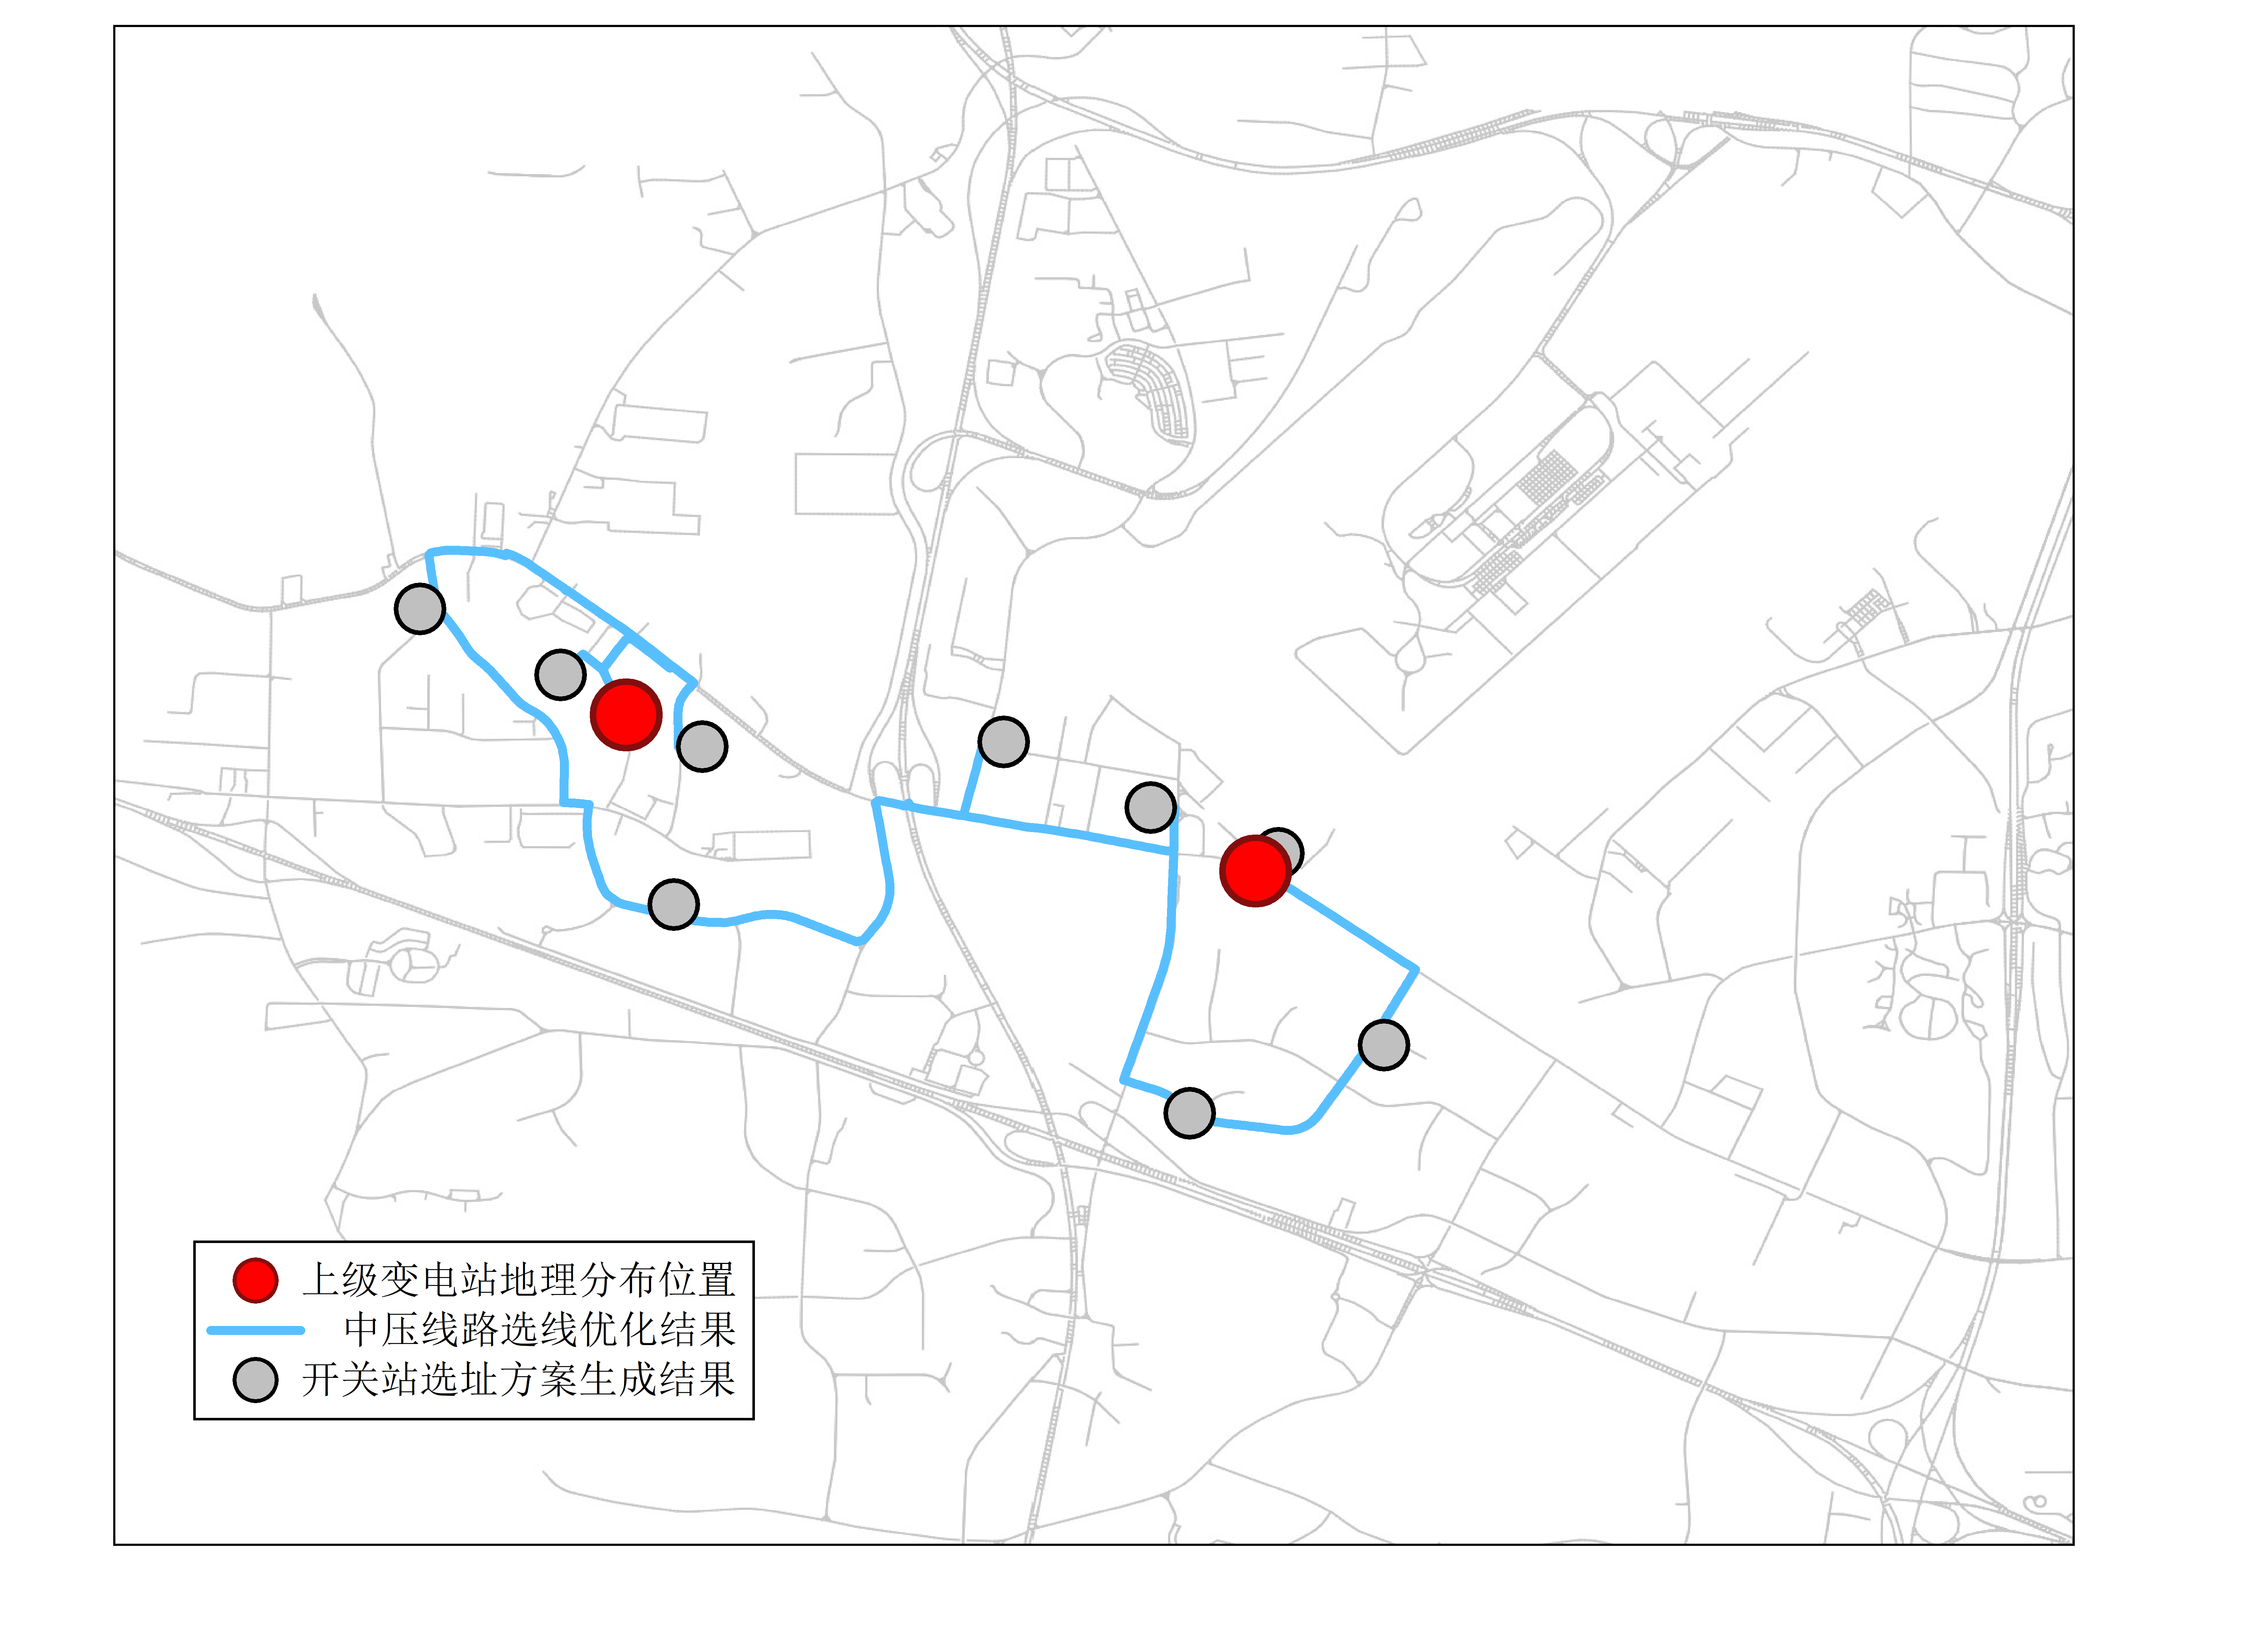 上级变电站地理分布位置
中压线路选线优化结果
开关站选址方案生成结果